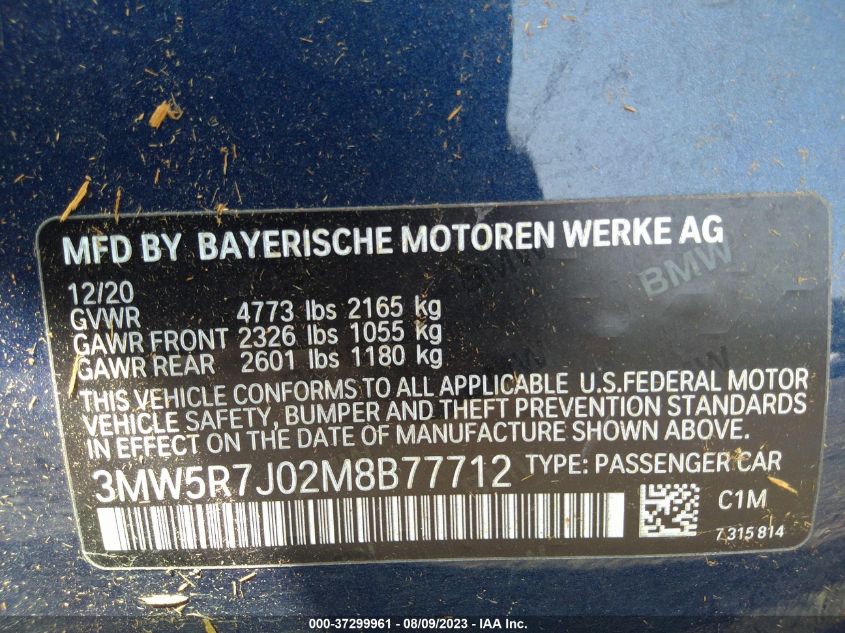 MFD BY BAYERISCHE MOTOREN WERKE AG
12/20
GVWR 4773 lbs 2165 kg
GAWR FRONT 2326 lbs 1055 kg
GAWR REAR 2601 lbs 1180 kg
THIS VEHICLE CONFORMS TO ALL APPLICABLE U.S.FEDERAL MOTOR
VEHICLE SAFETY, BUMPER AND THEFT PREVENTION STANDARDS
IN EFFECT ON THE DATE OF MANUFACTURE SHOWN ABOVE.
3MW5R7J02M8B77712 TYPE: PASSENGER CAR
C1M
7 315 814
BMW
BMW
000-37299961 - 08/09/2023 - IAA Inc.